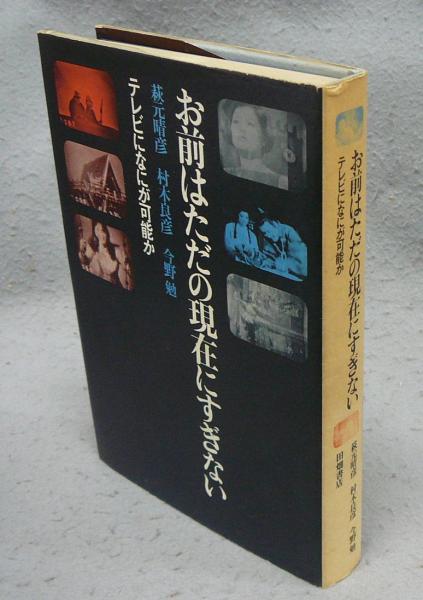 お前はただの現在にすぎない
テレビになにが可能か
萩元晴彦 村木良彦 今野勉
お前はただの現在にすぎない
テレビになにが可能か
萩元晴彦 村木良彦 今野勉
田畑書店